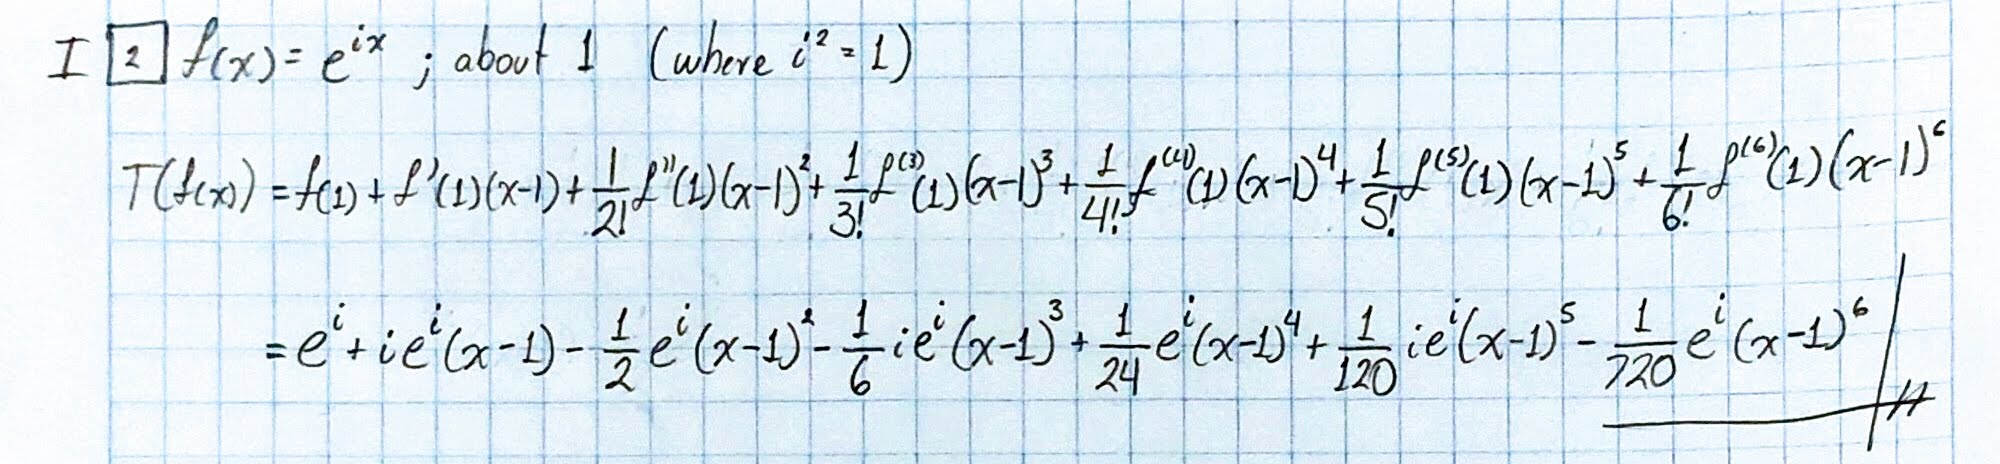 I [2] f(x) = e^{ix} ; about 1 (where i² = 1)
T(f(x)) = f(1) + f'(1)(x-1) + \frac{1}{2!} f''(1)(x-1)² + \frac{1}{3!} f^{(3)}(1)(x-1)³ + \frac{1}{4!} f^{(4)}(1)(x-1)⁴ + \frac{1}{5!} f^{(5)}(1)(x-1)⁵ + \frac{1}{6!} f^{(6)}(1)(x-1)⁶
= e^i + ie^i(x-1) - \frac{1}{2} e^i(x-1)² - \frac{1}{6} ie^i(x-1)³ + \frac{1}{24} e^i(x-1)⁴ + \frac{1}{120} ie^i(x-1)⁵ - \frac{1}{720} e^i(x-1)⁶